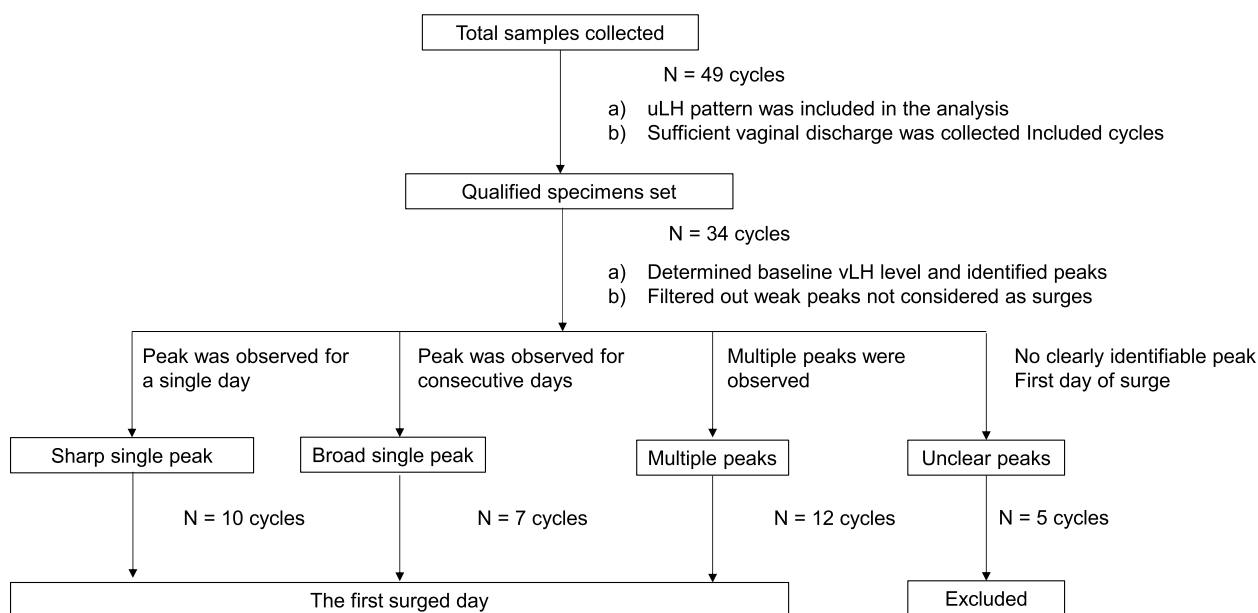 Total samples collected
N = 49 cycles
a) uLH pattern was included in the analysis
b) Sufficient vaginal discharge was collected Included cycles
Qualified specimens set
N = 34 cycles
a) Determined baseline vLH level and identified peaks
b) Filtered out weak peaks not considered as surges
Peak was observed for
a single day
Peak was observed for
consecutive days
Multiple peaks were
observed
No clearly identifiable peak
First day of surge
Sharp single peak
Broad single peak
Multiple peaks
Unclear peaks
N = 10 cycles
N = 7 cycles
N = 12 cycles
N = 5 cycles
The first surged day
Excluded